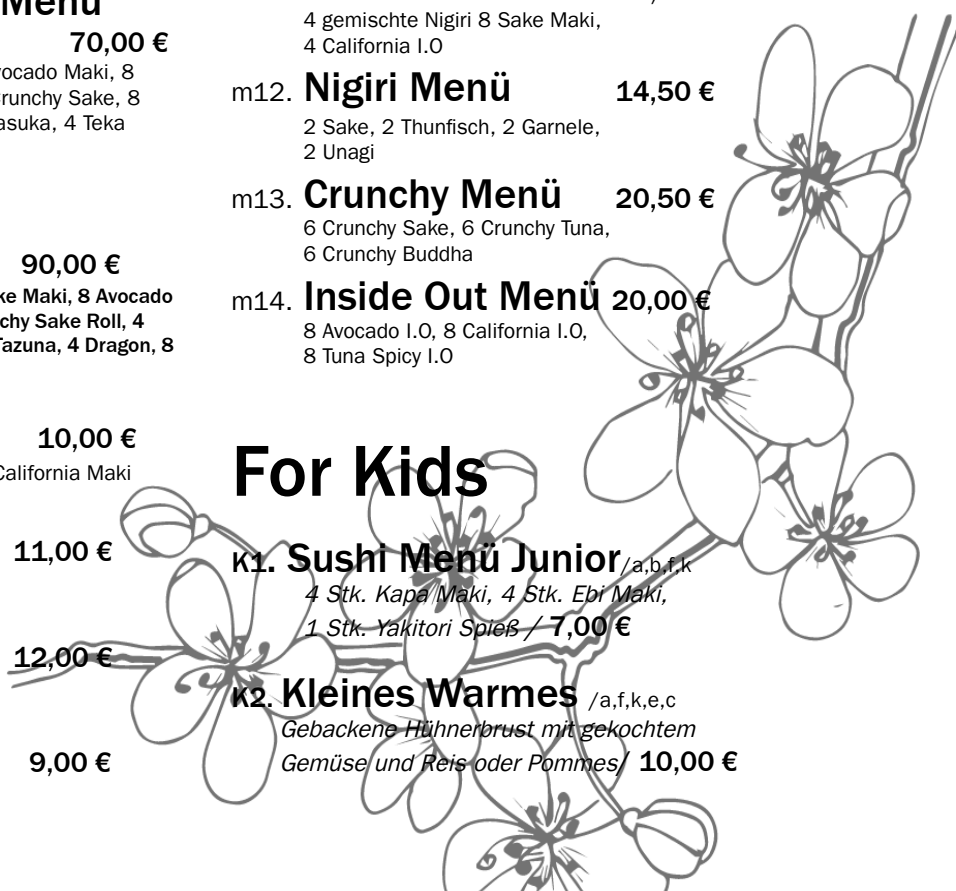 Menü
70,00 €
vocado Maki, 8
Crunchy Sake, 8
asuka, 4 Teka
90,00 €
ke Maki, 8 Avocado
chy Sake Roll, 4
Tazuna, 4 Dragon, 8
10,00 €
California Maki
11,00 €
12,00 €
9,00 €
4 gemischte Nigiri 8 Sake Maki,
4 California I.O
m12. Nigiri Menü 14,50 €
2 Sake, 2 Thunfisch, 2 Garnele,
2 Unagi
m13. Crunchy Menü 20,50 €
6 Crunchy Sake, 6 Crunchy Tuna,
6 Crunchy Buddha
m14. Inside Out Menü 20,00 €
8 Avocado I.O, 8 California I.O,
8 Tuna Spicy I.O
For Kids
K1. Sushi Menü Junior/a,b,f,k
4 Stk. Kapa Maki, 4 Stk. Ebi Maki,
1 Stk. Yakitori Spieß / 7,00 €
K2. Kleines Warmes /a,f,k,e,c
Gebackene Hühnerbrust mit gekochtem
Gemüse und Reis oder Pommes/ 10,00 €